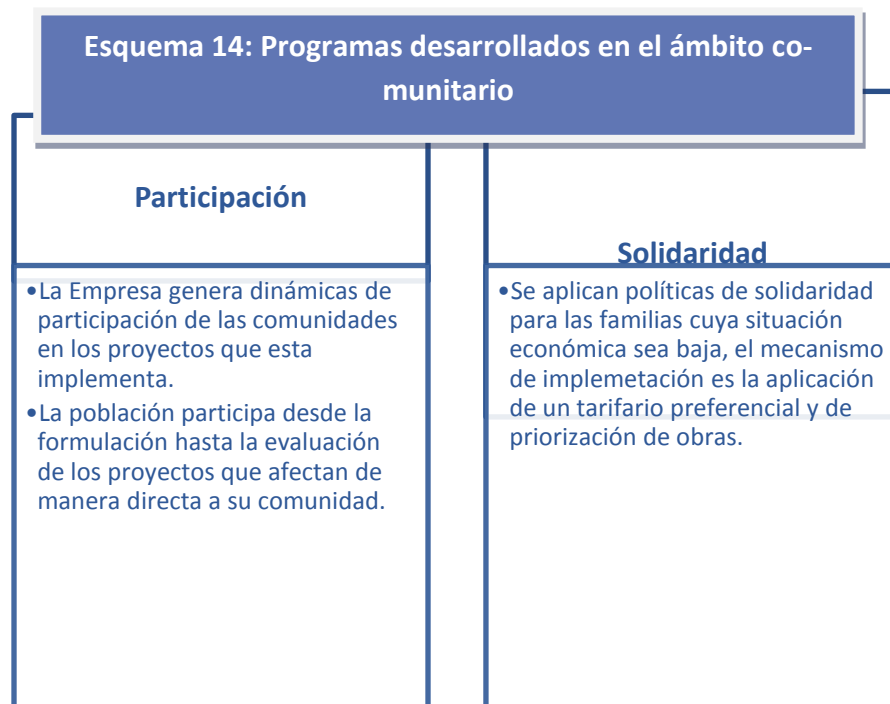 Esquema 14: Programas desarrollados en el ámbito co-
munitario
Participación
•La Empresa genera dinámicas de
participación de las comunidades
en los proyectos que esta
implementa.
•La población participa desde la
formulación hasta la evaluación
de los proyectos que afectan de
manera directa a su comunidad.
Solidaridad
•Se aplican políticas de solidaridad
para las familias cuya situación
económica sea baja, el mecanismo
de implemetación es la aplicación
de un tarifario preferencial y de
priorización de obras.